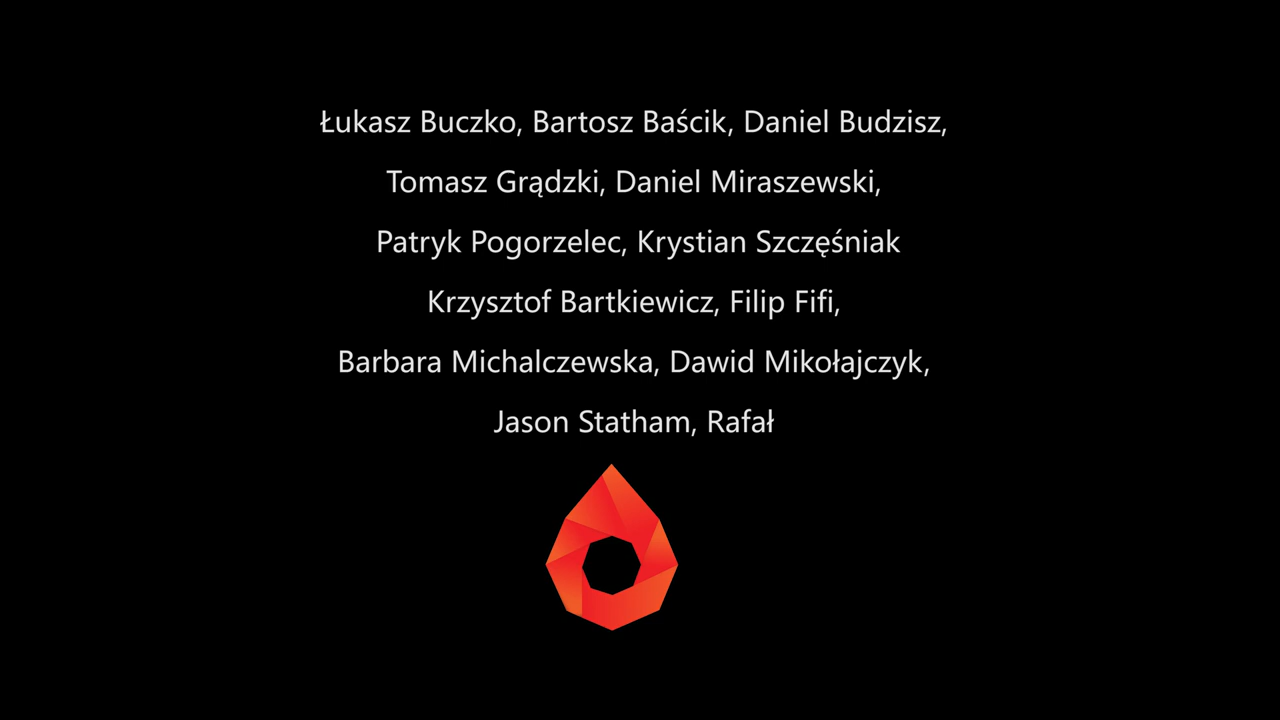 Łukasz Buczko, Bartosz Baścik, Daniel Budzisz,
Tomasz Grądzki, Daniel Miraszewski,
Patryk Pogorzelec, Krystian Szczęśniak
Krzysztof Bartkiewicz, Filip Fifi,
Barbara Michalczewska, Dawid Mikołajczyk,
Jason Statham, Rafał